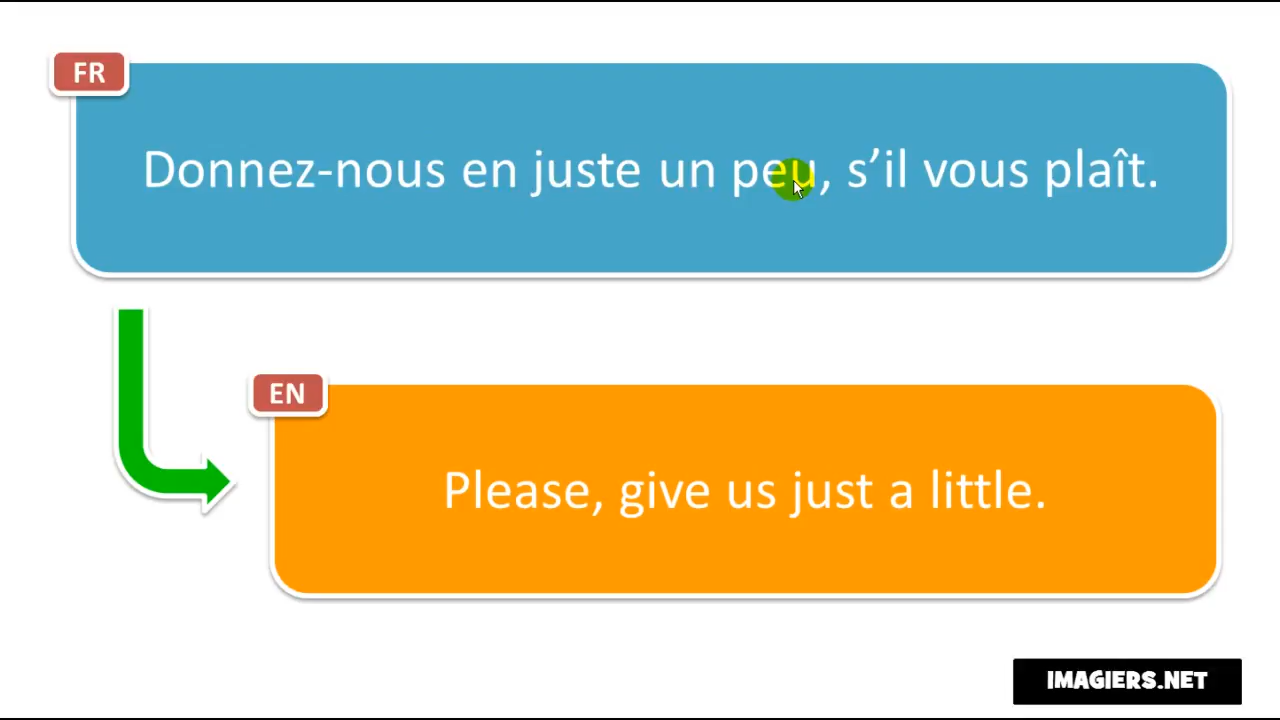 FR
Donnez-nous en juste un peu, s’il vous plaît.
EN
Please, give us just a little.
IMAGIERS.NET